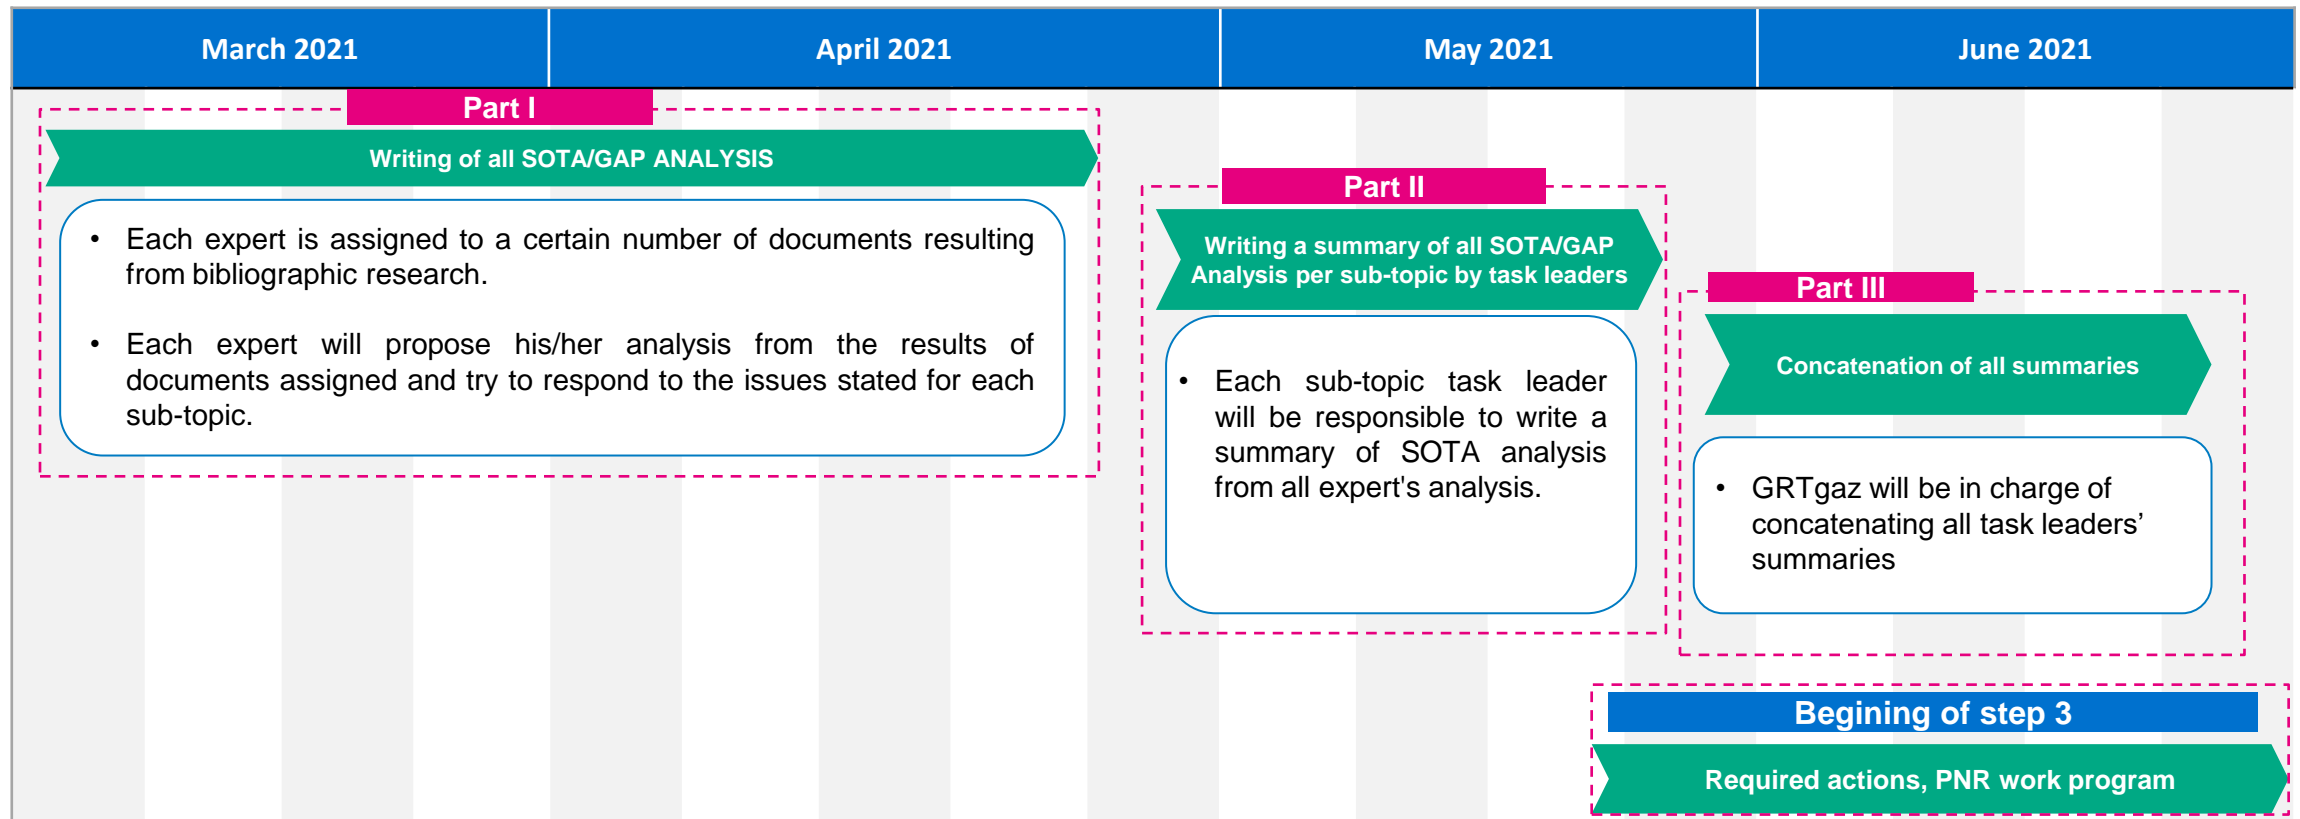 March 2021
April 2021
May 2021
June 2021
Part I
Writing of all SOTA/GAP ANALYSIS
• Each expert is assigned to a certain number of documents resulting
from bibliographic research.
• Each expert will propose his/her analysis from the results of
documents assigned and try to respond to the issues stated for each
sub-topic.
Part II
Writing a summary of all SOTA/GAP
Analysis per sub-topic by task leaders
• Each sub-topic task leader
will be responsible to write a
summary of SOTA analysis
from all expert's analysis.
Part III
Concatenation of all summaries
• GRTgaz will be in charge of
concatenating all task leaders’
summaries
Begining of step 3
Required actions, PNR work program